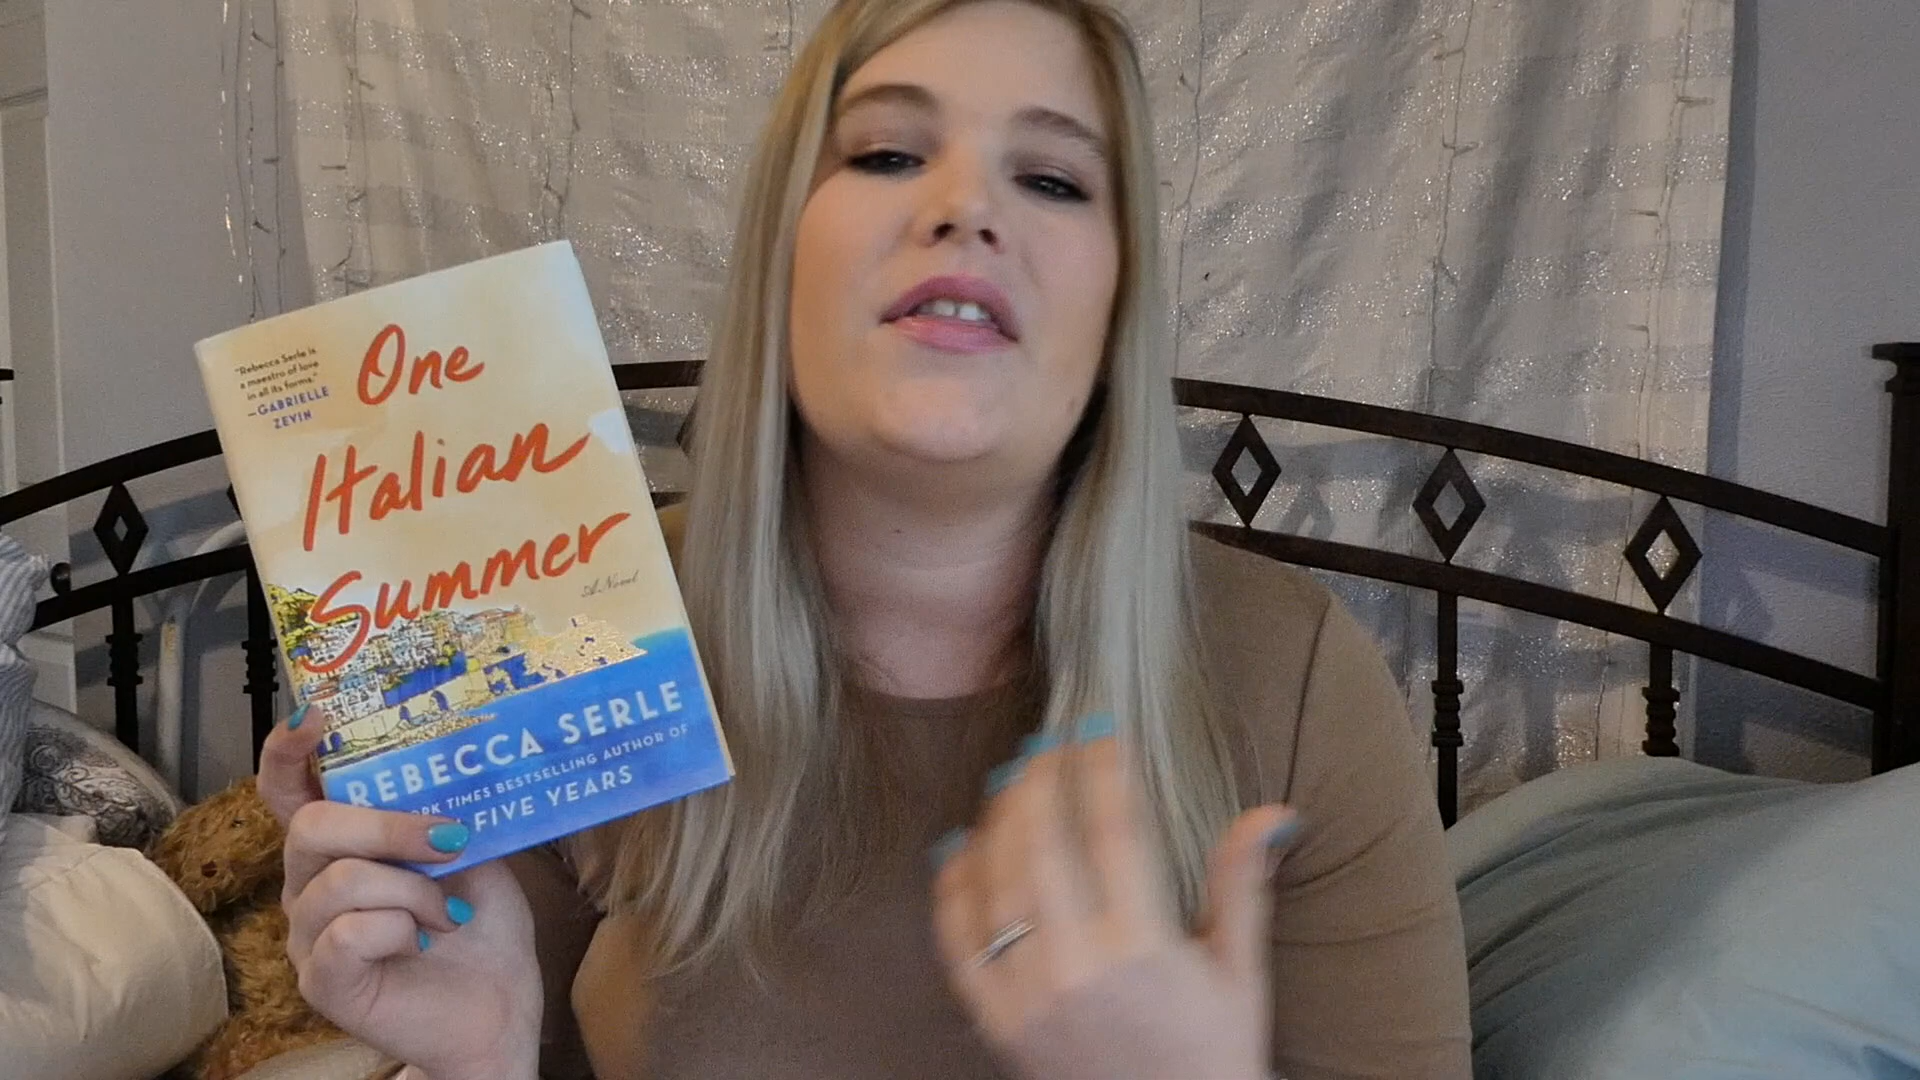 "Rebecca Serle is
a maestro of love
in all its forms."
—GABRIELLE
ZEVIN
One
Italian
Summer
A Novel
REBECCA SERLE
TIMES BESTSELLING AUTHOR OF
FIVE YEARS